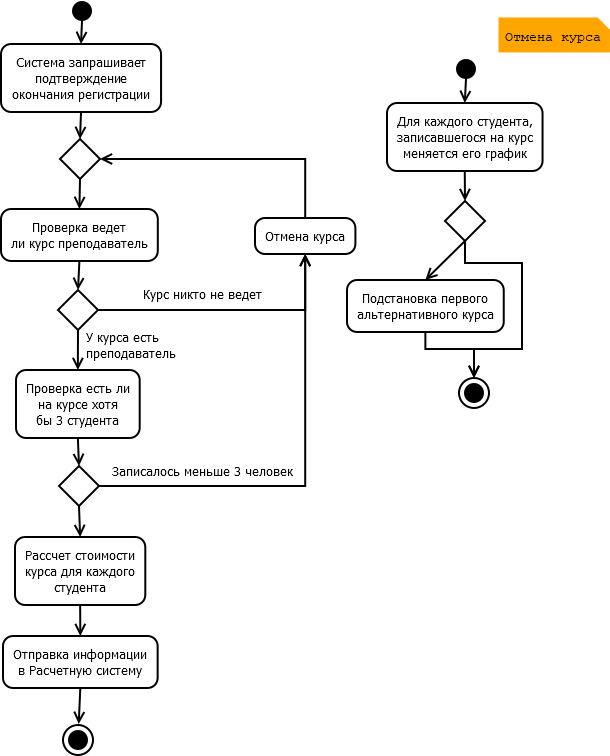 Система запрашивает
подтверждение
окончания регистрации
Проверка ведет
ли курс преподаватель
Отмена курса
Курс никто не ведет
У курса есть
преподаватель
Проверка есть ли
на курсе хотя
бы 3 студента
Записалось меньше 3 человек
Рассчет стоимости
курса для каждого
студента
Отправка информации
в Расчетную систему
Отмена курса
Для каждого студента,
записавшегося на курс
меняется его график
Подстановка первого
альтернативного курса